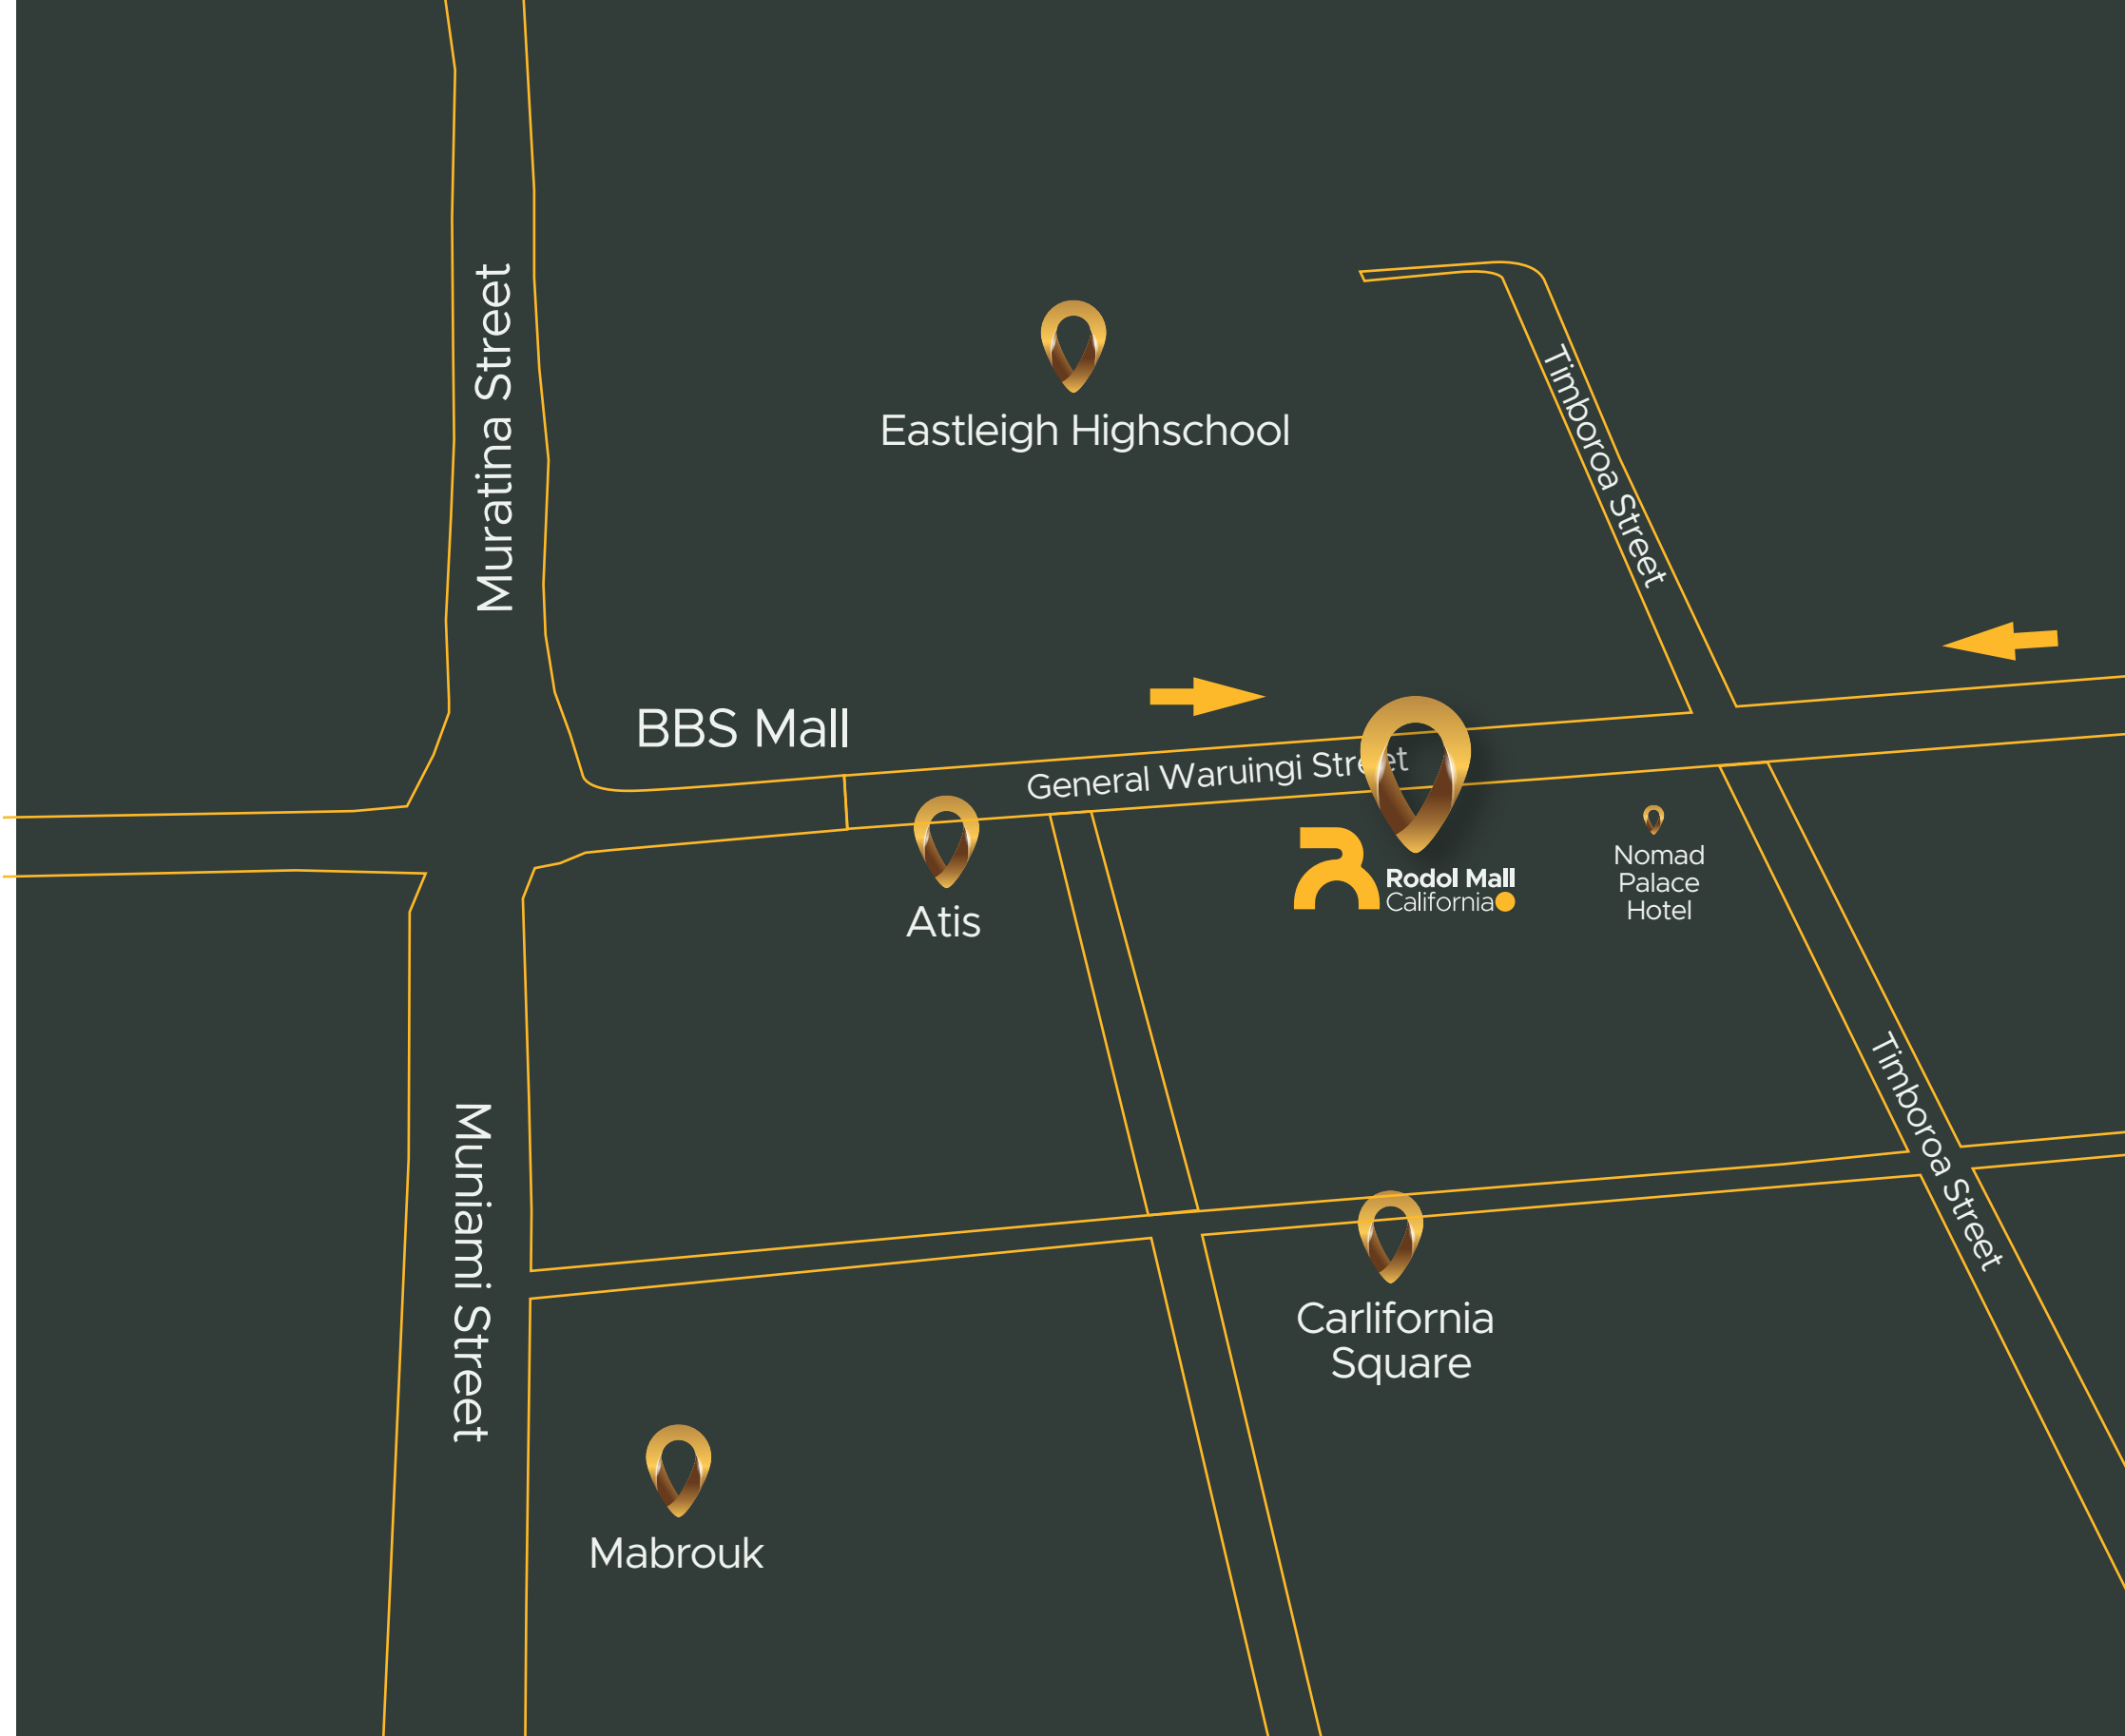 Muratina Street
Eastleigh Highschool
Timboroa Street
BBS Mall
General Waruingi Street
Atis
Rodol Mall
California
Nomad
Palace
Hotel
Timboroa Street
Muniami Street
Carlifornia
Square
Mabrouk